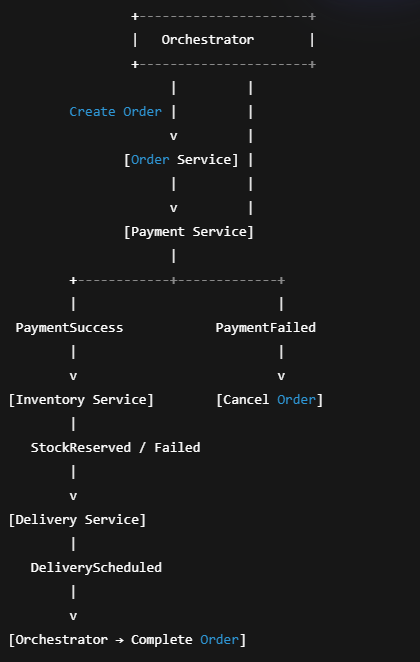 +-----------------------+
|   Orchestrator       |
+-----------------------+
|         |
Create Order |         |
v         |
[Order Service] |
|         |
v         |
[Payment Service]
|
+------------+-------------+
|                          |
PaymentSuccess            PaymentFailed
|                          |
v                          v
[Inventory Service]        [Cancel Order]
|
StockReserved / Failed
|
v
[Delivery Service]
|
DeliveryScheduled
|
v
[Orchestrator → Complete Order]